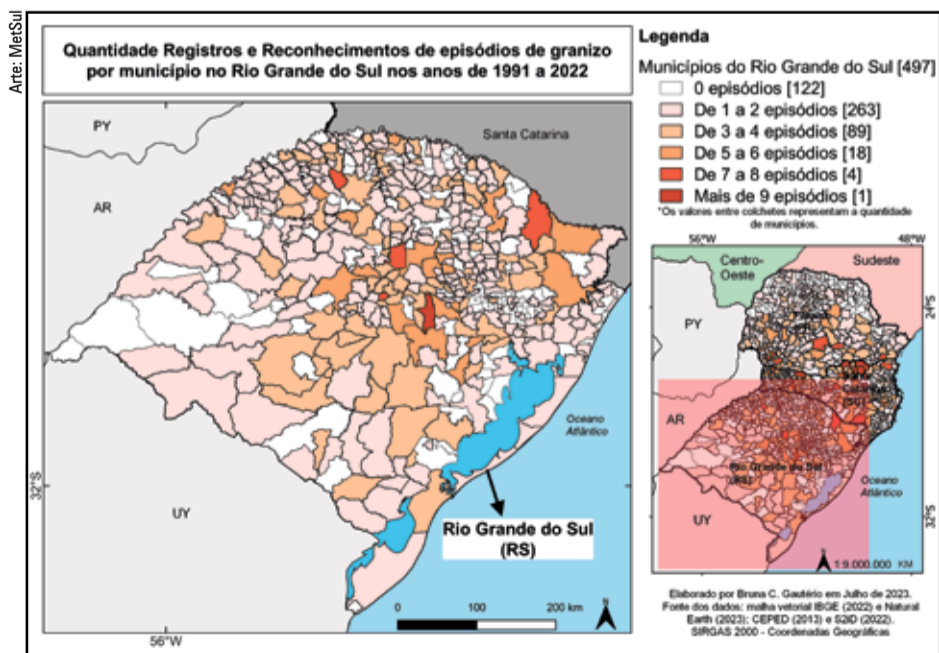 Arte: MetSul
Quantidade Registros e Reconhecimentos de episódios de granizo
por município no Rio Grande do Sul nos anos de 1991 a 2022
PY
Santa Catarina
AR
Oceano
Atlântico
32°S
UY
Rio Grande do Sul
(RS)
0 100 200 km
N
56°W
Legenda
Municípios do Rio Grande do Sul [497]
0 episódios [122]
De 1 a 2 episódios [263]
De 3 a 4 episódios [89]
De 5 a 6 episódios [18]
De 7 a 8 episódios [4]
Mais de 9 episódios [1]
*Os valores entre colchetes representam a quantidade
de municípios.
56°W 48°W
Centro-
Oeste
Sudeste
24°S
PY
AR
Rio Grande do Sul
(RS)
Oceano
Atlântico
UY
32°S
1:9.000.000 KM
Elaborado por Bruna C. Gautério em Julho de 2023.
Fonte dos dados: malha vetorial IBGE (2022) e Natural
Earth (2023); CEPED (2013) e S2iD (2022).
SIRGAS 2000 - Coordenadas Geográficas